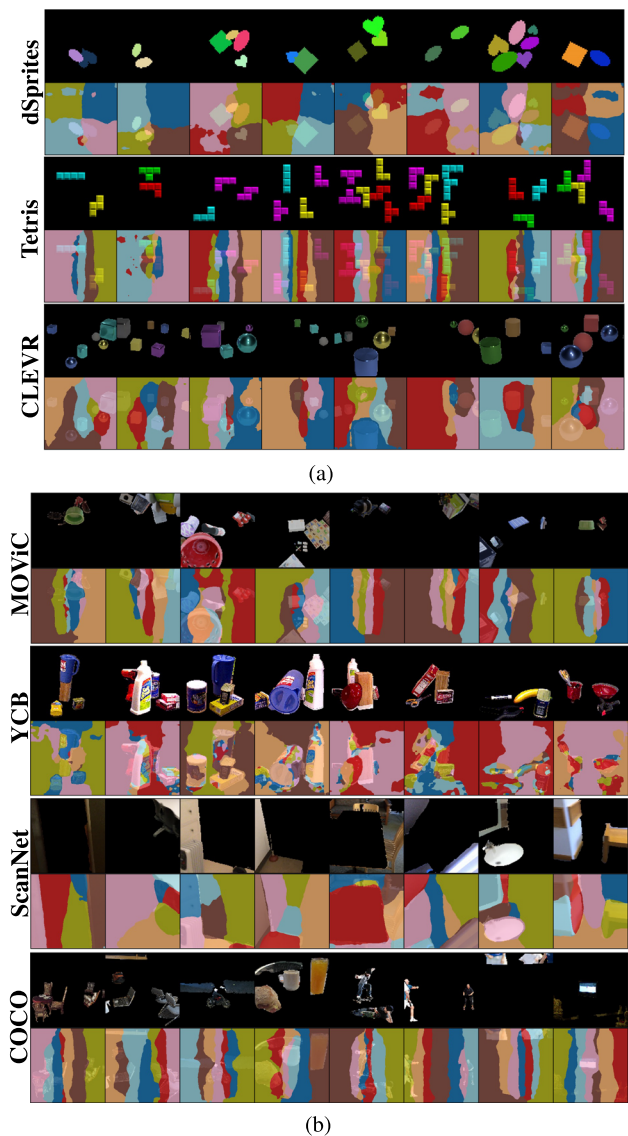 dSprites
Tetris
CLEVR
(a)
MOViC
YCB
ScanNet
COCO
(b)